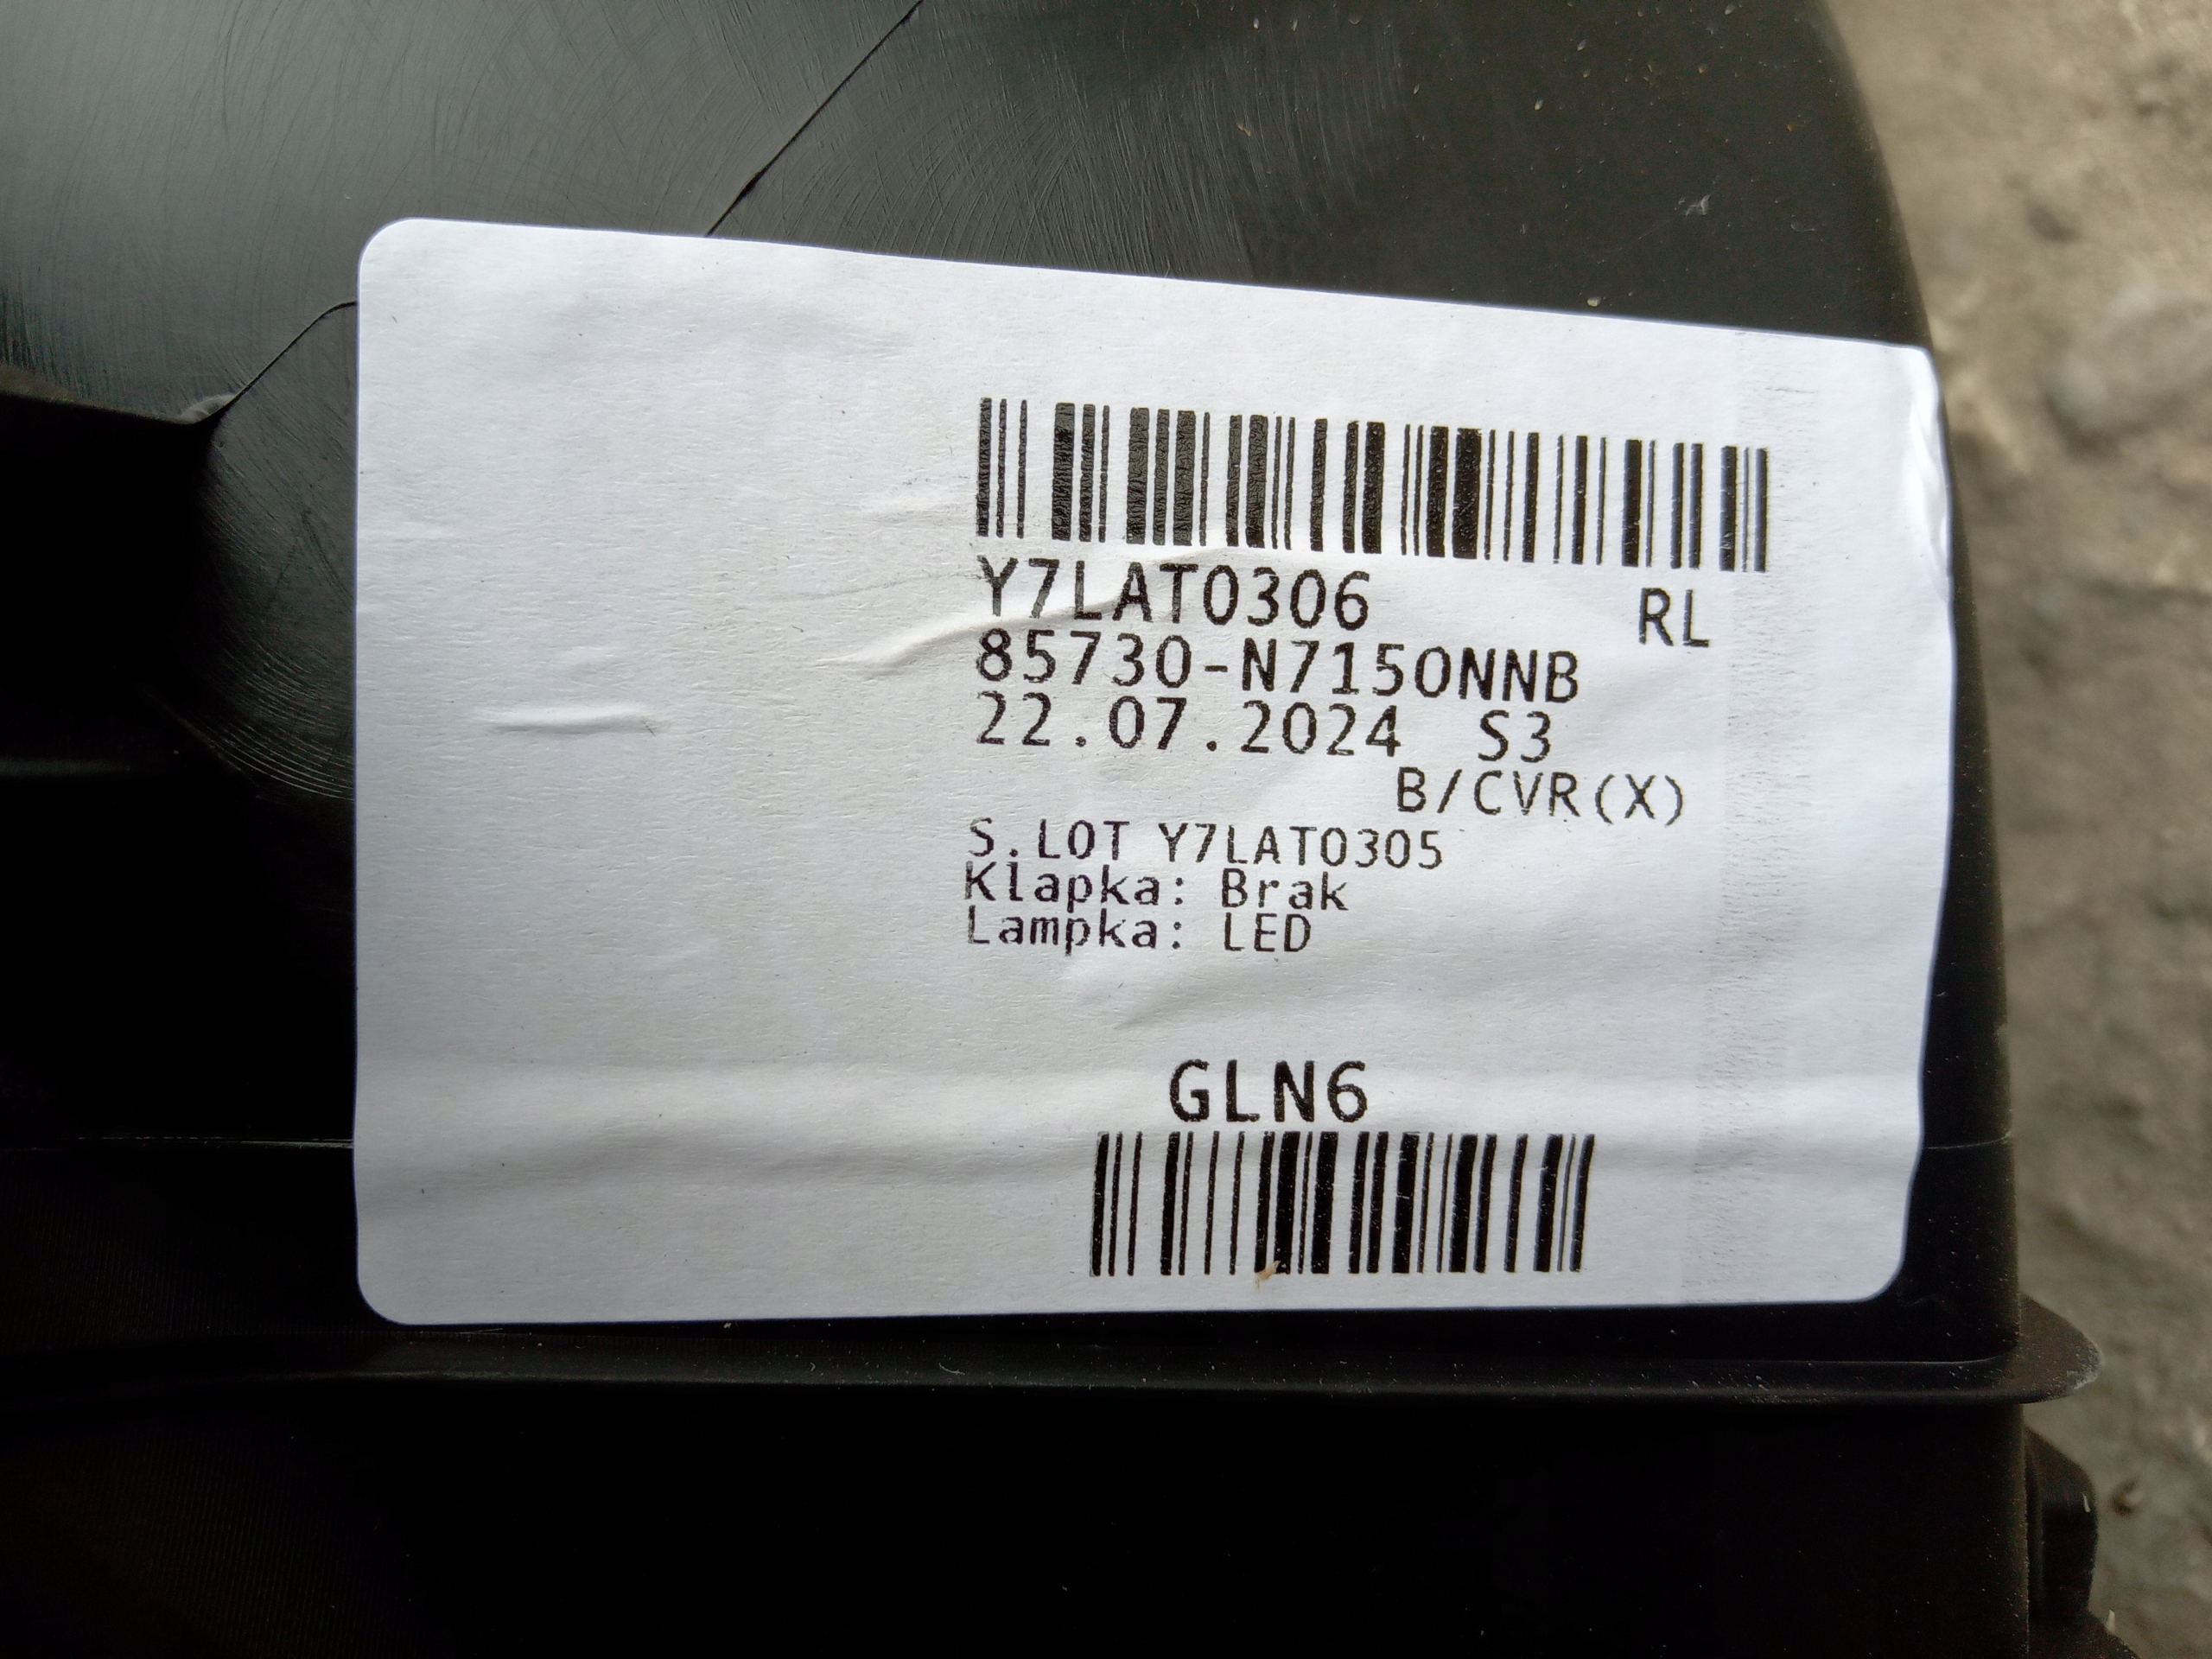 Y7LAT0306 RL
85730-N7150NNB
22.07.2024 S3
B/CVR(X)
S.LOT Y7LAT0305
Klapka: Brak
Lampka: LED
GLN6